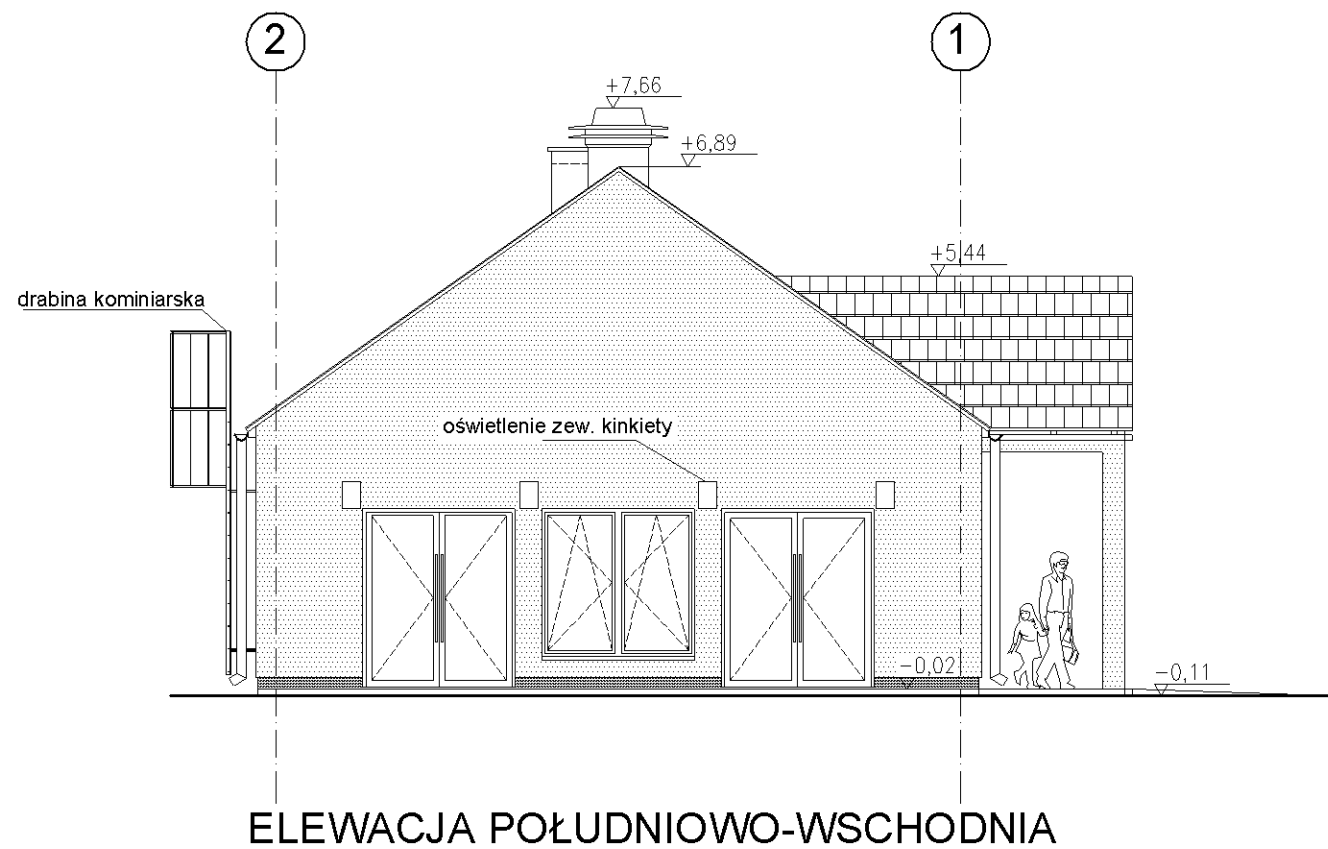 2
1
+7,66
+6,89
+5,44
drabina kominiarska
oświetlenie zew. kinkiety
-0,02
-0,11
ELEWACJA POŁUDNIOWO-WSCHODNIA